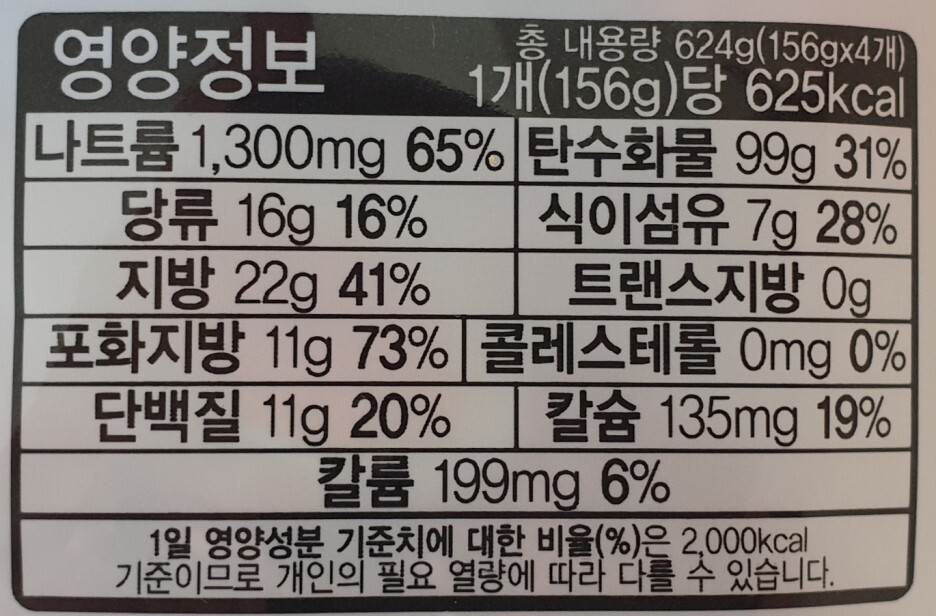 영양정보
총 내용량 624g(156gx4개)
1개(156g)당 625kcal
나트륨 1,300mg 65% 탄수화물 99g 31%
당류 16g 16% 식이섬유 7g 28%
지방 22g 41% 트랜스지방 0g
포화지방 11g 73% 콜레스테롤 0mg 0%
단백질 11g 20% 칼슘 135mg 19%
칼륨 199mg 6%
1일 영양성분 기준치에 대한 비율(%)은 2,000kcal
기준이므로 개인의 필요 열량에 따라 다를 수 있습니다.